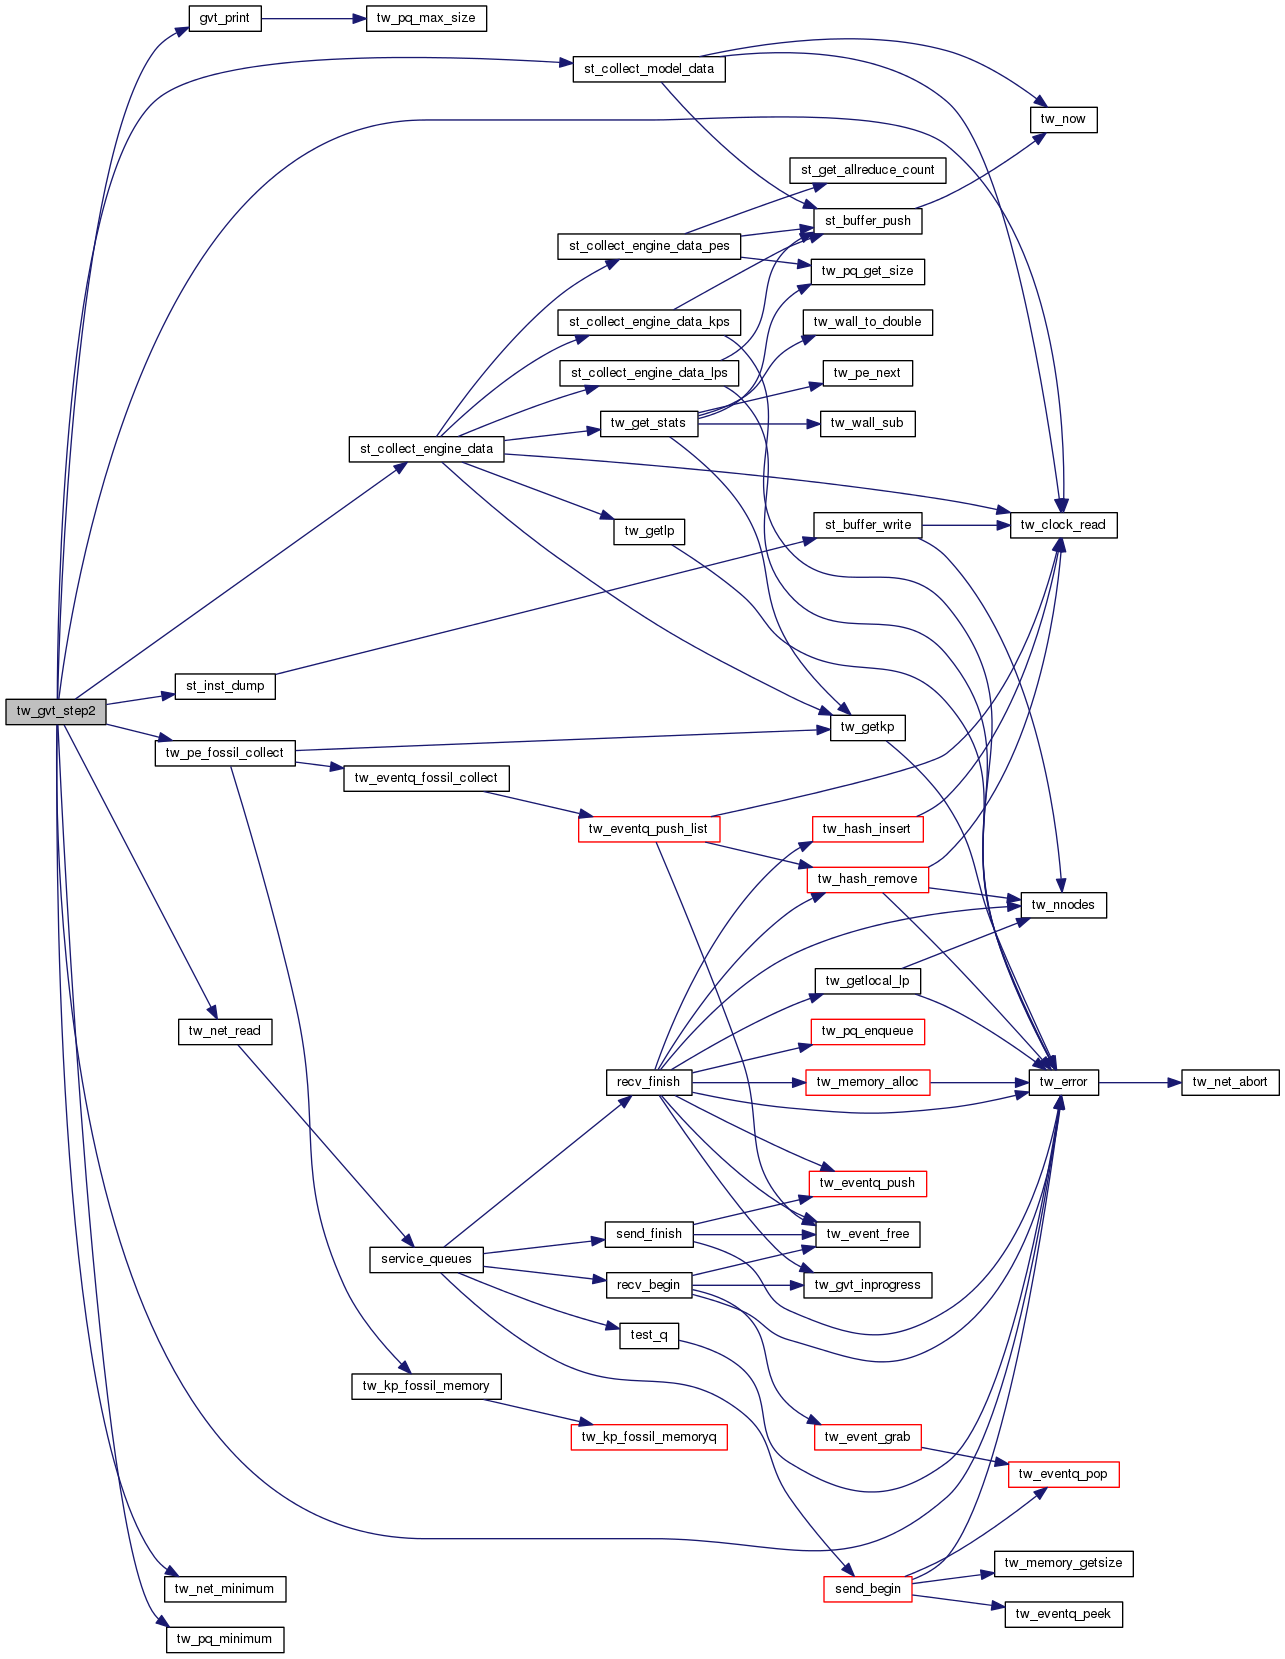 gvt_print
tw_pq_max_size
st_collect_model_data
tw_now
st_get_allreduce_count
st_buffer_push
st_collect_engine_data_pes
tw_pq_get_size
st_collect_engine_data_kps
tw_wall_to_double
st_collect_engine_data_lps
tw_pe_next
tw_get_stats
tw_wall_sub
st_collect_engine_data
st_buffer_write
tw_clock_read
tw_getlp
st_inst_dump
tw_gvt_step2
tw_getkp
tw_pe_fossil_collect
tw_eventq_fossil_collect
tw_eventq_push_list
tw_hash_insert
tw_hash_remove
tw_nnodes
tw_getlocal_lp
tw_net_read
tw_pq_enqueue
recv_finish
tw_memory_alloc
tw_error
tw_net_abort
tw_eventq_push
send_finish
tw_event_free
service_queues
recv_begin
tw_gvt_inprogress
test_q
tw_kp_fossil_memory
tw_kp_fossil_memoryq
tw_event_grab
tw_eventq_pop
tw_memory_getsize
tw_net_minimum
send_begin
tw_eventq_peek
tw_pq_minimum